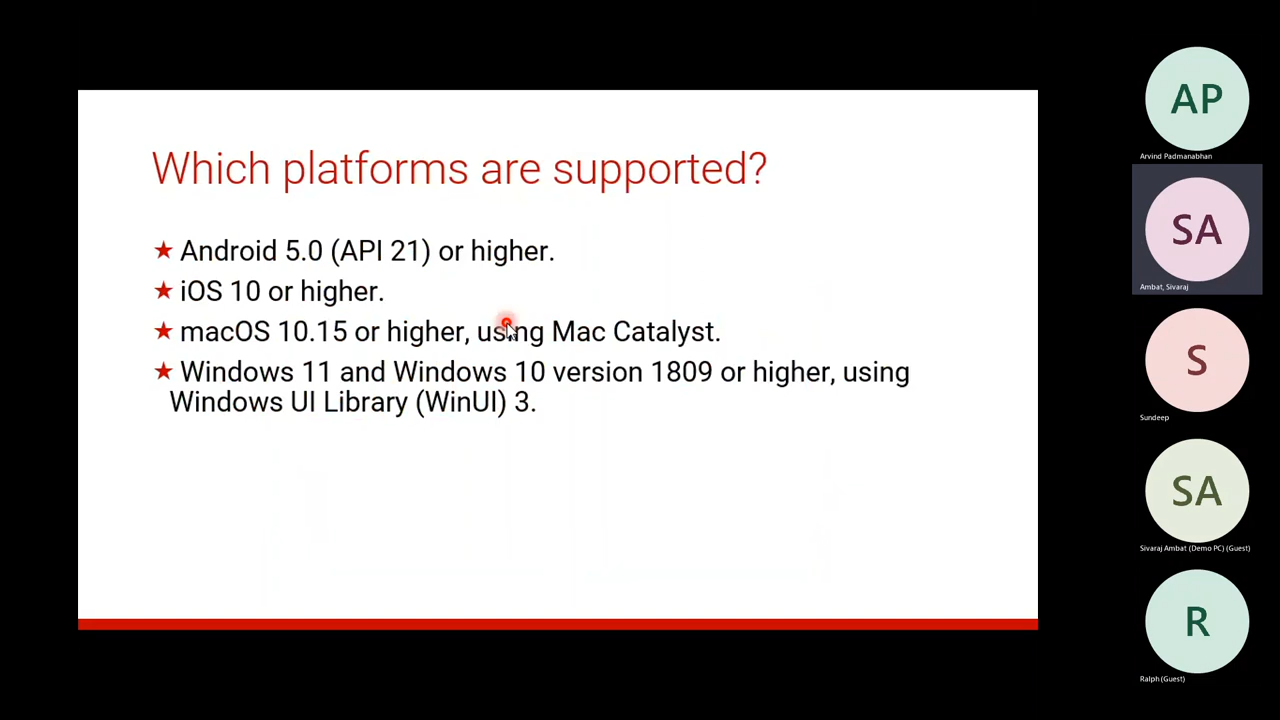 Which platforms are supported?
★ Android 5.0 (API 21) or higher.
★ iOS 10 or higher.
★ macOS 10.15 or higher, using Mac Catalyst.
★ Windows 11 and Windows 10 version 1809 or higher, using
Windows UI Library (WinUI) 3.
AP
Arvind Padmanabhan
SA
Ambat, Sivaraj
S
Sundeep
SA
Sivaraj Ambat (Demo PC) (Guest)
R
Ralph (Guest)